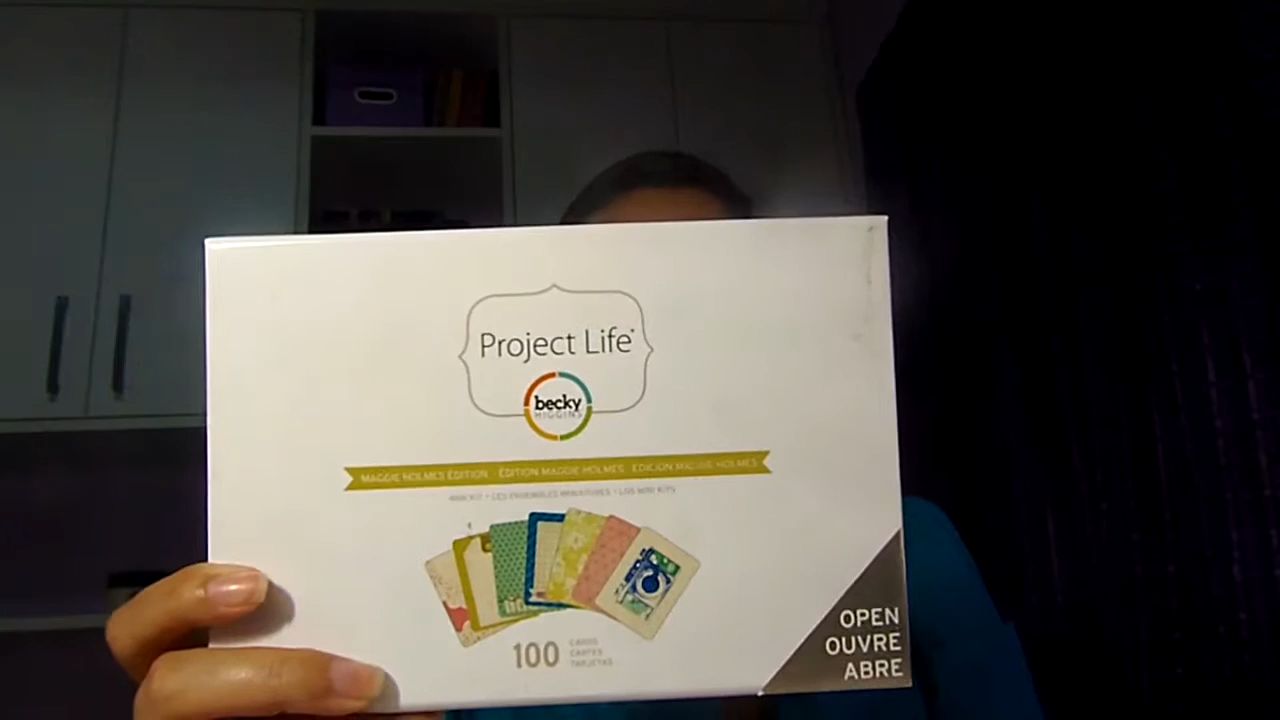 Project Life
becky
HIGGINS
MAGGIE HOLMES EDITION · ÉDITION MAGGIE HOLMES · EDICIÓN MAGGIE HOLMES
MINI KIT • LES ENSEMBLES MINIATURES • LOS MINI KITS
100 CARDS
CARTES
TARJETAS
OPEN
OUVRE
ABRE